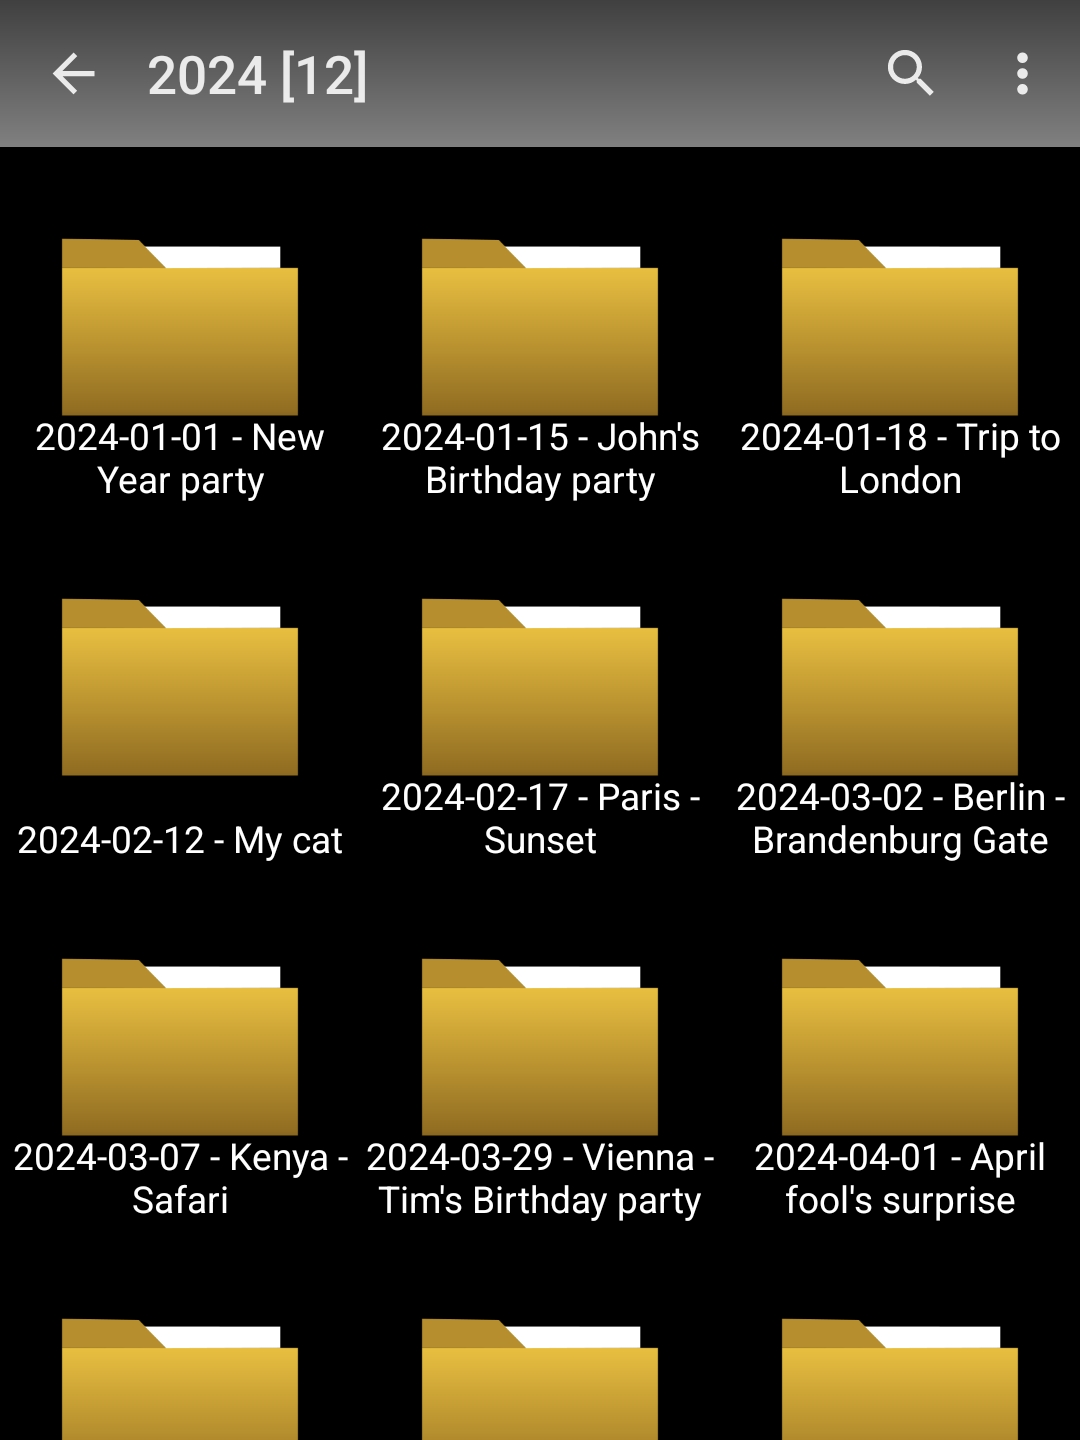 2024 [12]
2024-01-01 - New
Year party
2024-01-15 - John's
Birthday party
2024-01-18 - Trip to
London
2024-02-12 - My cat
2024-02-17 - Paris -
Sunset
2024-03-02 - Berlin -
Brandenburg Gate
2024-03-07 - Kenya -
Safari
2024-03-29 - Vienna -
Tim's Birthday party
2024-04-01 - April
fool's surprise